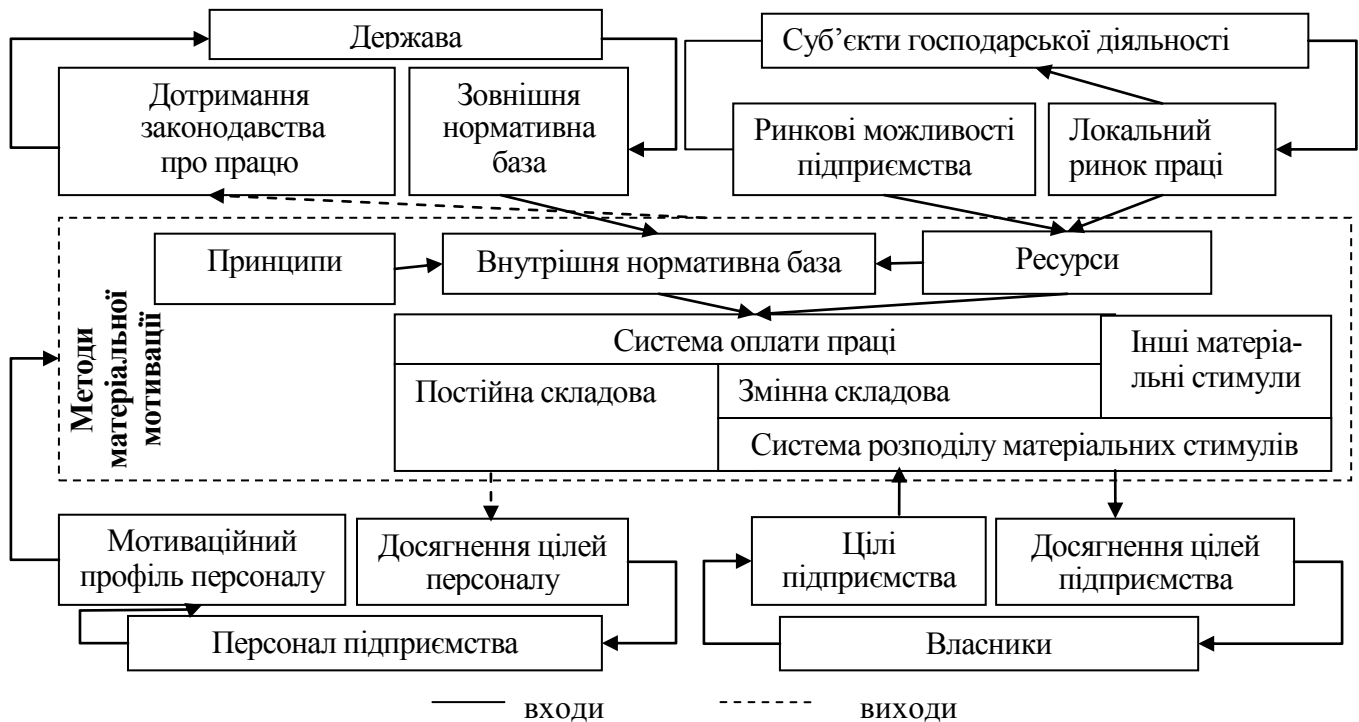 Держава
Суб’єкти господарської діяльності
Дотримання
законодавства
про працю
Зовнішня
нормативна
база
Ринкові можливості
підприємства
Локальний
ринок праці
Методи
матеріальної
мотивації
Принципи
Внутрішня нормативна база
Ресурси
Система оплати праці
Інші матеріа-
льні стимули
Постійна складова
Змінна складова
Система розподілу матеріальних стимулів
Мотиваційний
профіль персоналу
Досягнення цілей
персоналу
Цілі
підприємства
Досягнення цілей
підприємства
Персонал підприємства
Власники
входи
виходи